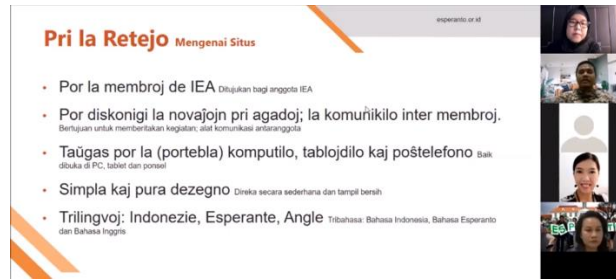 esperanto.or.id
Pri la Retejo Mengenai Situs
Por la membroj de IEA Ditujukan bagi anggota IEA
Por diskonigi la novaĵojn pri agadoj; la komunikilo inter membroj.
Bertujuan untuk memberitakan kegiatan; alat komunikasi antaranggota
Taŭgas por la (portebla) komputilo, tablojdilo kaj poŝtelefono Baik
dibuka di PC, tablet dan ponsel
Simpla kaj pura dezegno Direka secara sederhana dan tampil bersih
Trilingvoj: Indonezie, Esperante, Angle Tribahasa: Bahasa Indonesia, Bahasa Esperanto
dan Bahasa Inggris